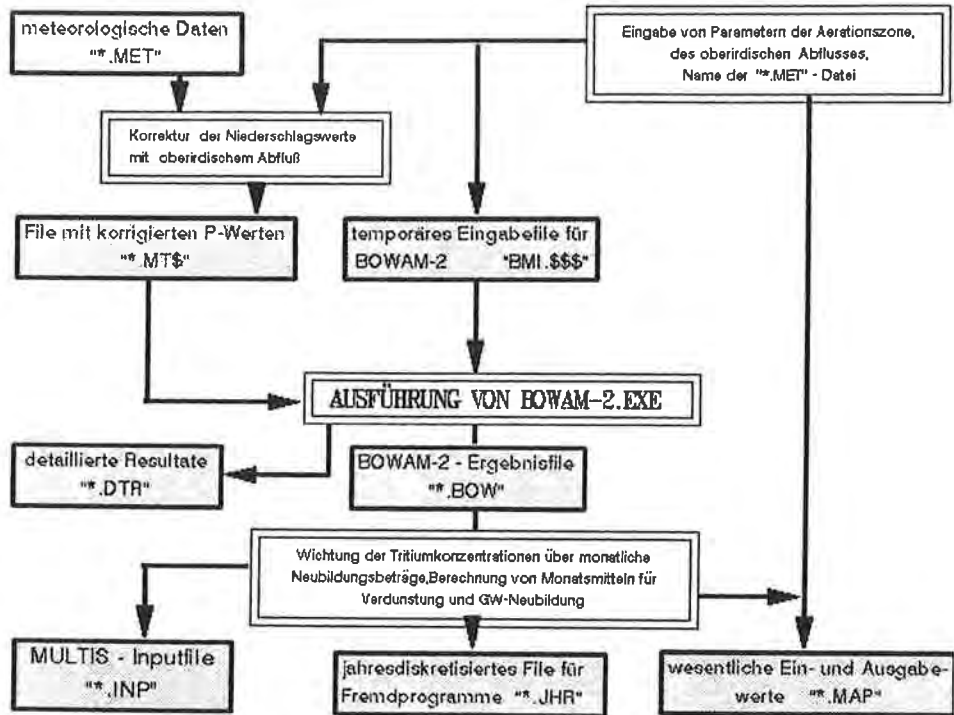 meteorologische Daten
"*.MET"
Eingabe von Parametern der Aerationszone,
des oberirdischen Abflusses,
Name der "*.MET" - Datei
Korrektur der Niederschlagswerte
mit oberirdischem Abfluß
File mit korrigierten P-Werten
"*.MT$"
temporäres Eingabefile für
BOWAM-2 "BMI.$$$"
AUSFÜHRUNG VON BOWAM-2.EXE
detaillierte Resultate
"*.DTR"
BOWAM-2 - Ergebnisfile
"*.BOW"
Wichtung der Tritiumkonzentrationen über monatliche
Neubildungsbeträge,Berechnung von Monatsmitteln für
Verdunstung und GW-Neubildung
MULTIS - Inputfile
"*.INP"
jahresdiskretisiertes File für
Fremdprogramme "*.JHR"
wesentliche Ein- und Ausgabe-
werte "*.MAP"